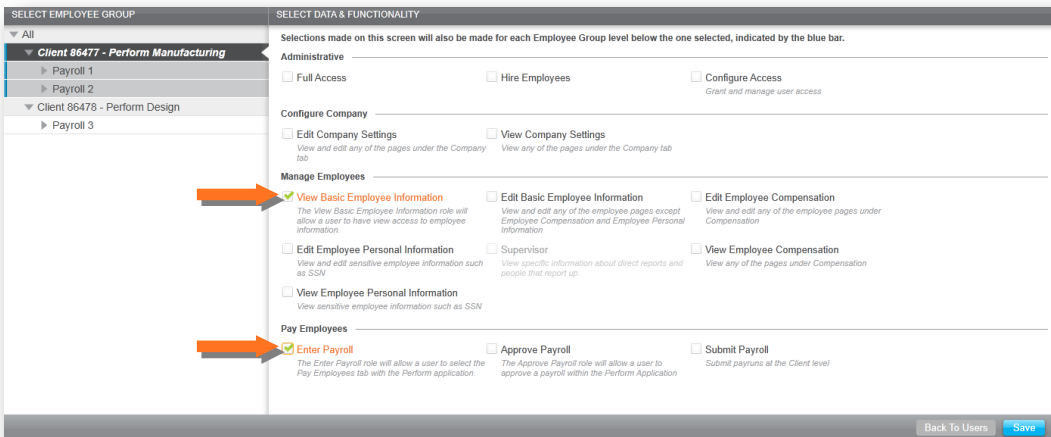 SELECT EMPLOYEE GROUP
SELECT DATA & FUNCTIONALITY
All
Client 86477 - Perform Manufacturing
Payroll 1
Payroll 2
Client 86478 - Perform Design
Payroll 3
Selections made on this screen will also be made for each Employee Group level below the one selected, indicated by the blue bar.
Administrative
Full Access
Hire Employees
Configure Access
Grant and manage user access
Configure Company
Edit Company Settings
View and edit any of the pages under the Company
tab
View Company Settings
View any of the pages under the Company tab
Manage Employees
View Basic Employee Information
The View Basic Employee Information role will
allow a user to have view access to employee
information.
Edit Basic Employee Information
View and edit any of the employee pages except
Employee Compensation and Employee Personal
Information
Edit Employee Compensation
View and edit any of the employee pages under
Compensation
Edit Employee Personal Information
View and edit sensitive employee information such
as SSN
Supervisor
View specific information about direct reports and
people that report up.
View Employee Compensation
View any of the pages under Compensation
View Employee Personal Information
View sensitive employee information such as SSN
Pay Employees
Enter Payroll
The Enter Payroll role will allow a user to select the
Pay Employees tab with the Perform application.
Approve Payroll
The Approve Payroll role will allow a user to
approve a payroll within the Perform Application
Submit Payroll
Submit payruns at the Client level
Back To Users
Save